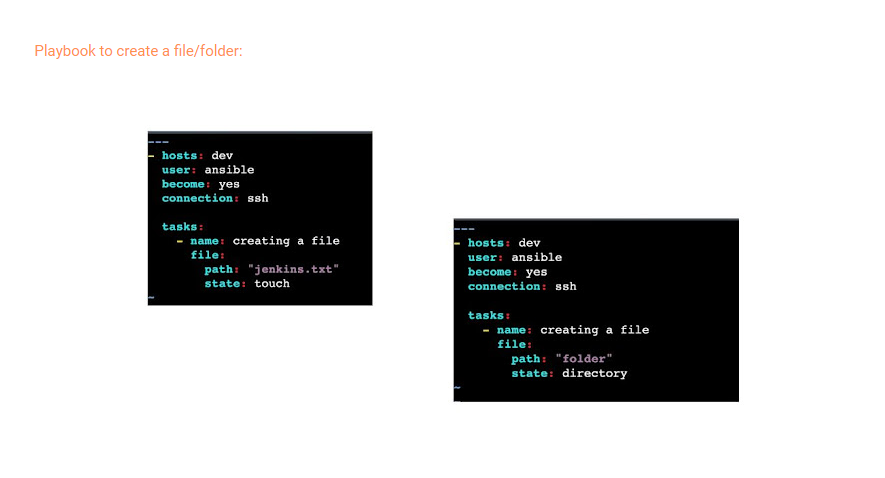 Playbook to create a file/folder:
---
- hosts: dev
  user: ansible
  become: yes
  connection: ssh

  tasks:
    - name: creating a file
      file:
        path: "jenkins.txt"
        state: touch
~
---
- hosts: dev
  user: ansible
  become: yes
  connection: ssh

  tasks:
    - name: creating a file
      file:
        path: "folder"
        state: directory
~